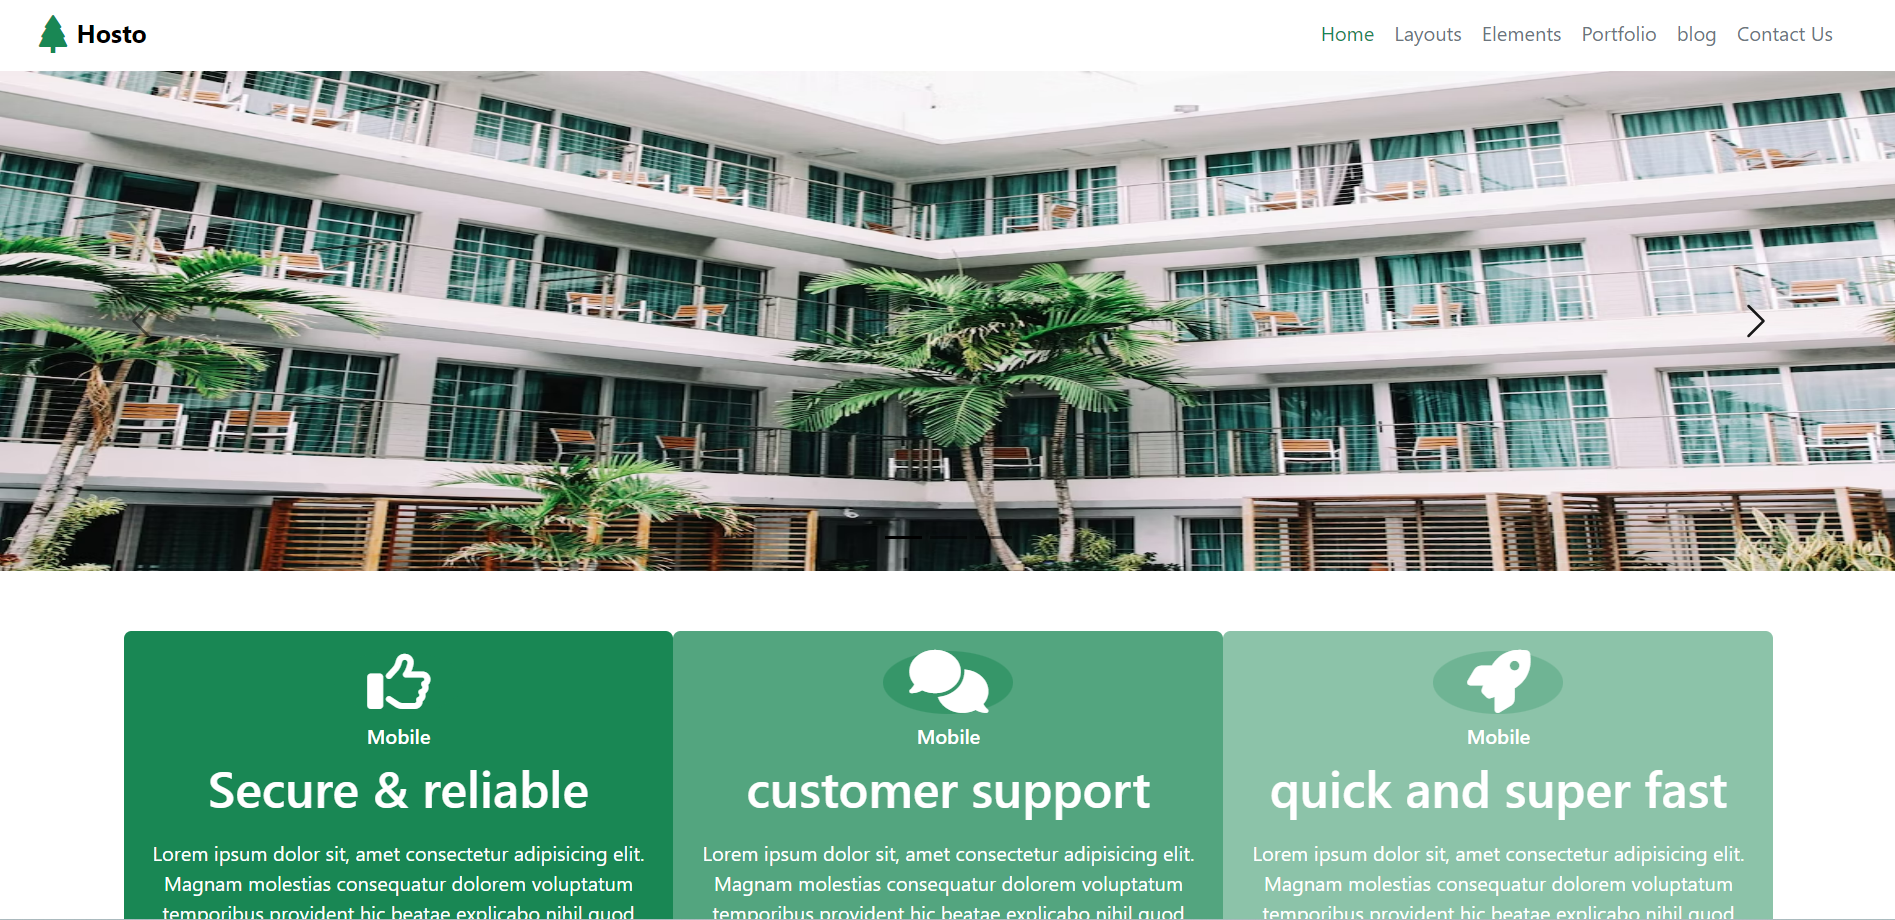 Hosto
Home Layouts Elements Portfolio blog Contact Us
Mobile
Secure & reliable
Lorem ipsum dolor sit, amet consectetur adipisicing elit.
Magnam molestias consequatur dolorem voluptatum
temporibus provident hic beatae explicabo nihil quod
Mobile
customer support
Lorem ipsum dolor sit, amet consectetur adipisicing elit.
Magnam molestias consequatur dolorem voluptatum
temporibus provident hic beatae explicabo nihil quod
Mobile
quick and super fast
Lorem ipsum dolor sit, amet consectetur adipisicing elit.
Magnam molestias consequatur dolorem voluptatum
temporibus provident hic beatae explicabo nihil quod